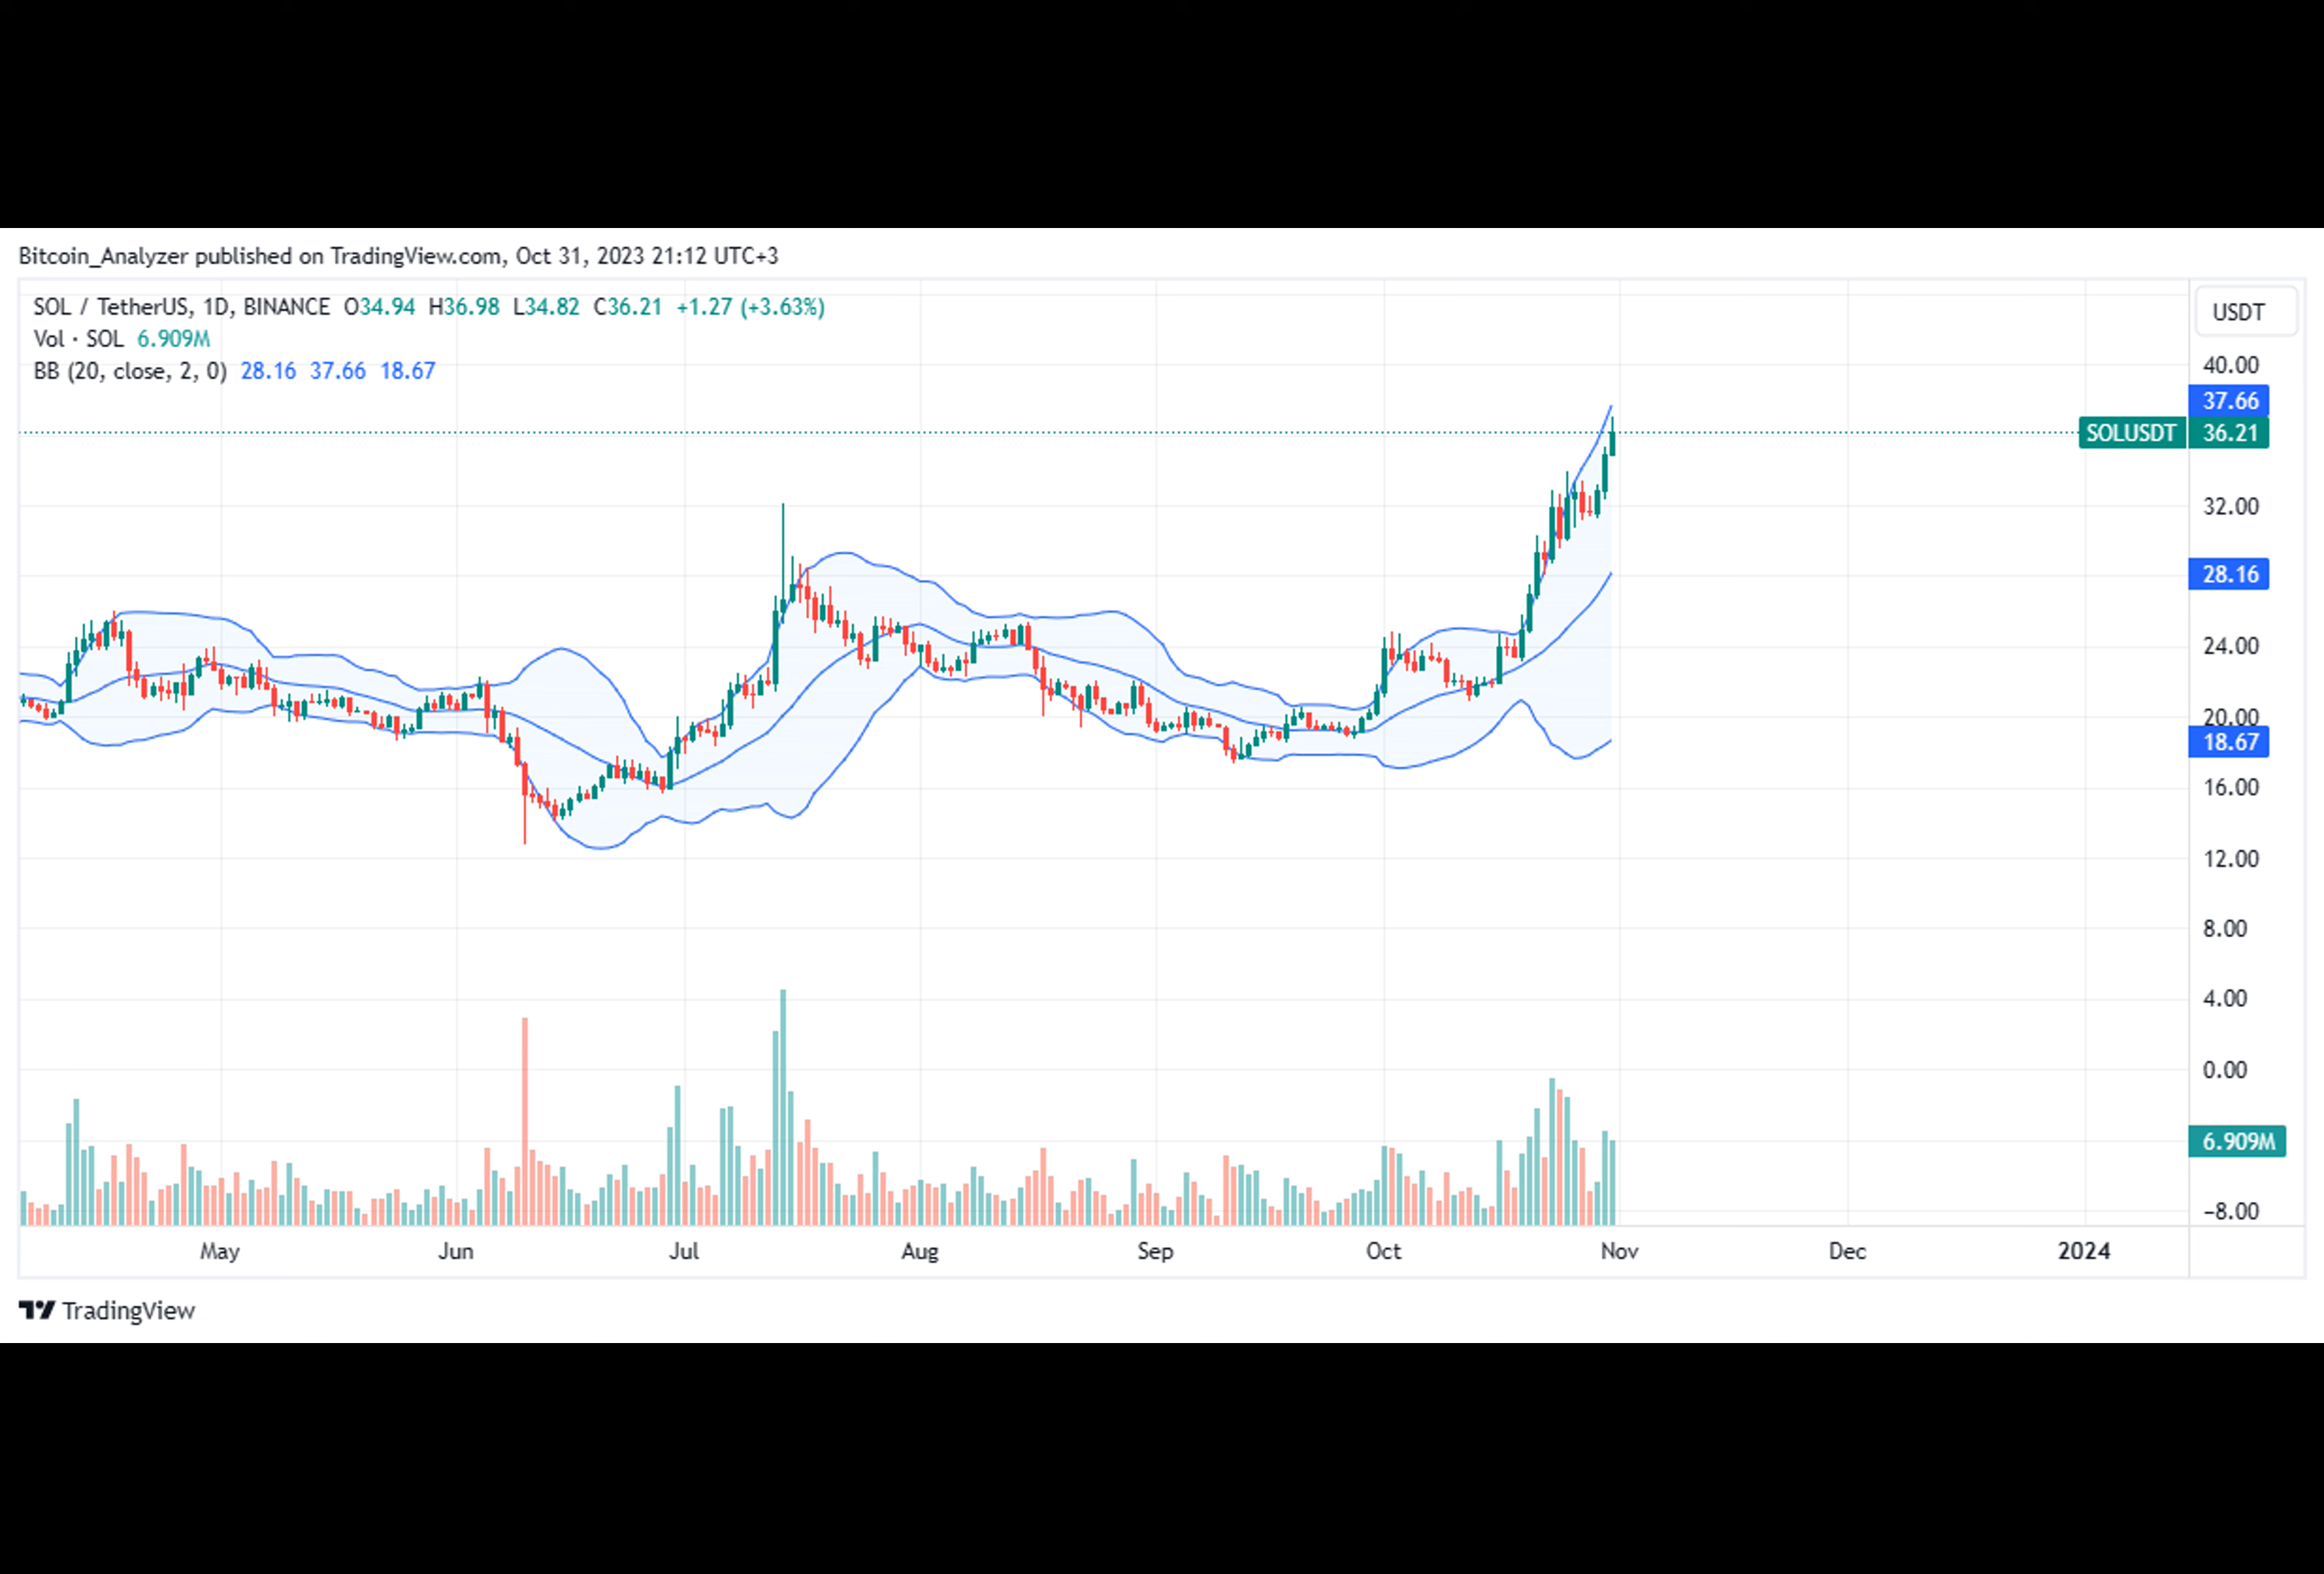 Bitcoin_Analyzer published on TradingView.com, Oct 31, 2023 21:12 UTC+3
SOL / TetherUS, 1D, BINANCE O34.94 H36.98 L34.82 C36.21 +1.27 (+3.63%)
Vol · SOL 6.909M
BB (20, close, 2, 0) 28.16 37.66 18.67
USDT
40.00
37.66
SOLUSDT 36.21
32.00
28.16
24.00
20.00
18.67
16.00
12.00
8.00
4.00
0.00
6.909M
−8.00
May Jun Jul Aug Sep Oct Nov Dec 2024
TradingView